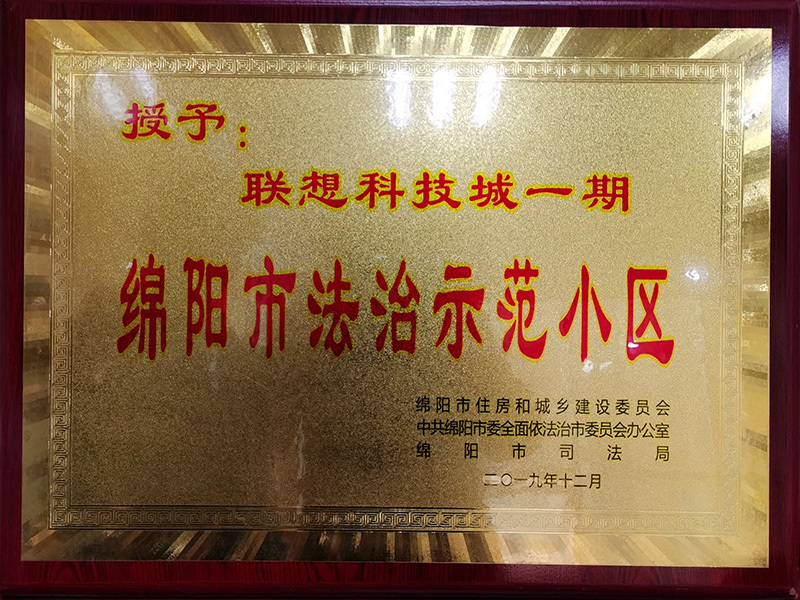 授予：
联想科技城一期
绵阳市法治示范小区
绵阳市住房和城乡建设委员会
中共绵阳市委全面依法治市委员会办公室
绵阳市司法局
二〇一九年十二月